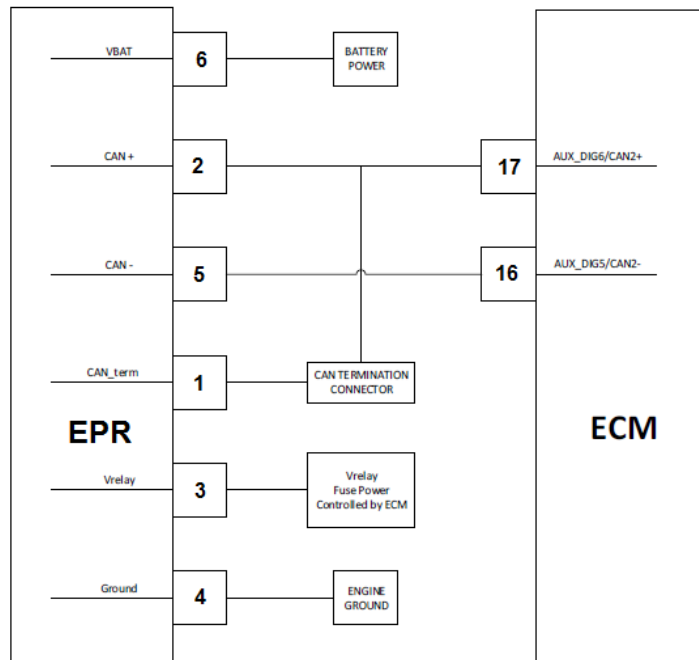 VBAT
6
BATTERY
POWER
CAN +
2
17
AUX_DIG6/CAN2+
CAN -
5
16
AUX_DIG5/CAN2-
CAN_term
1
CAN TERMINATION
CONNECTOR
EPR
ECM
Vrelay
3
Vrelay
Fuse Power
Controlled by ECM
Ground
4
ENGINE
GROUND